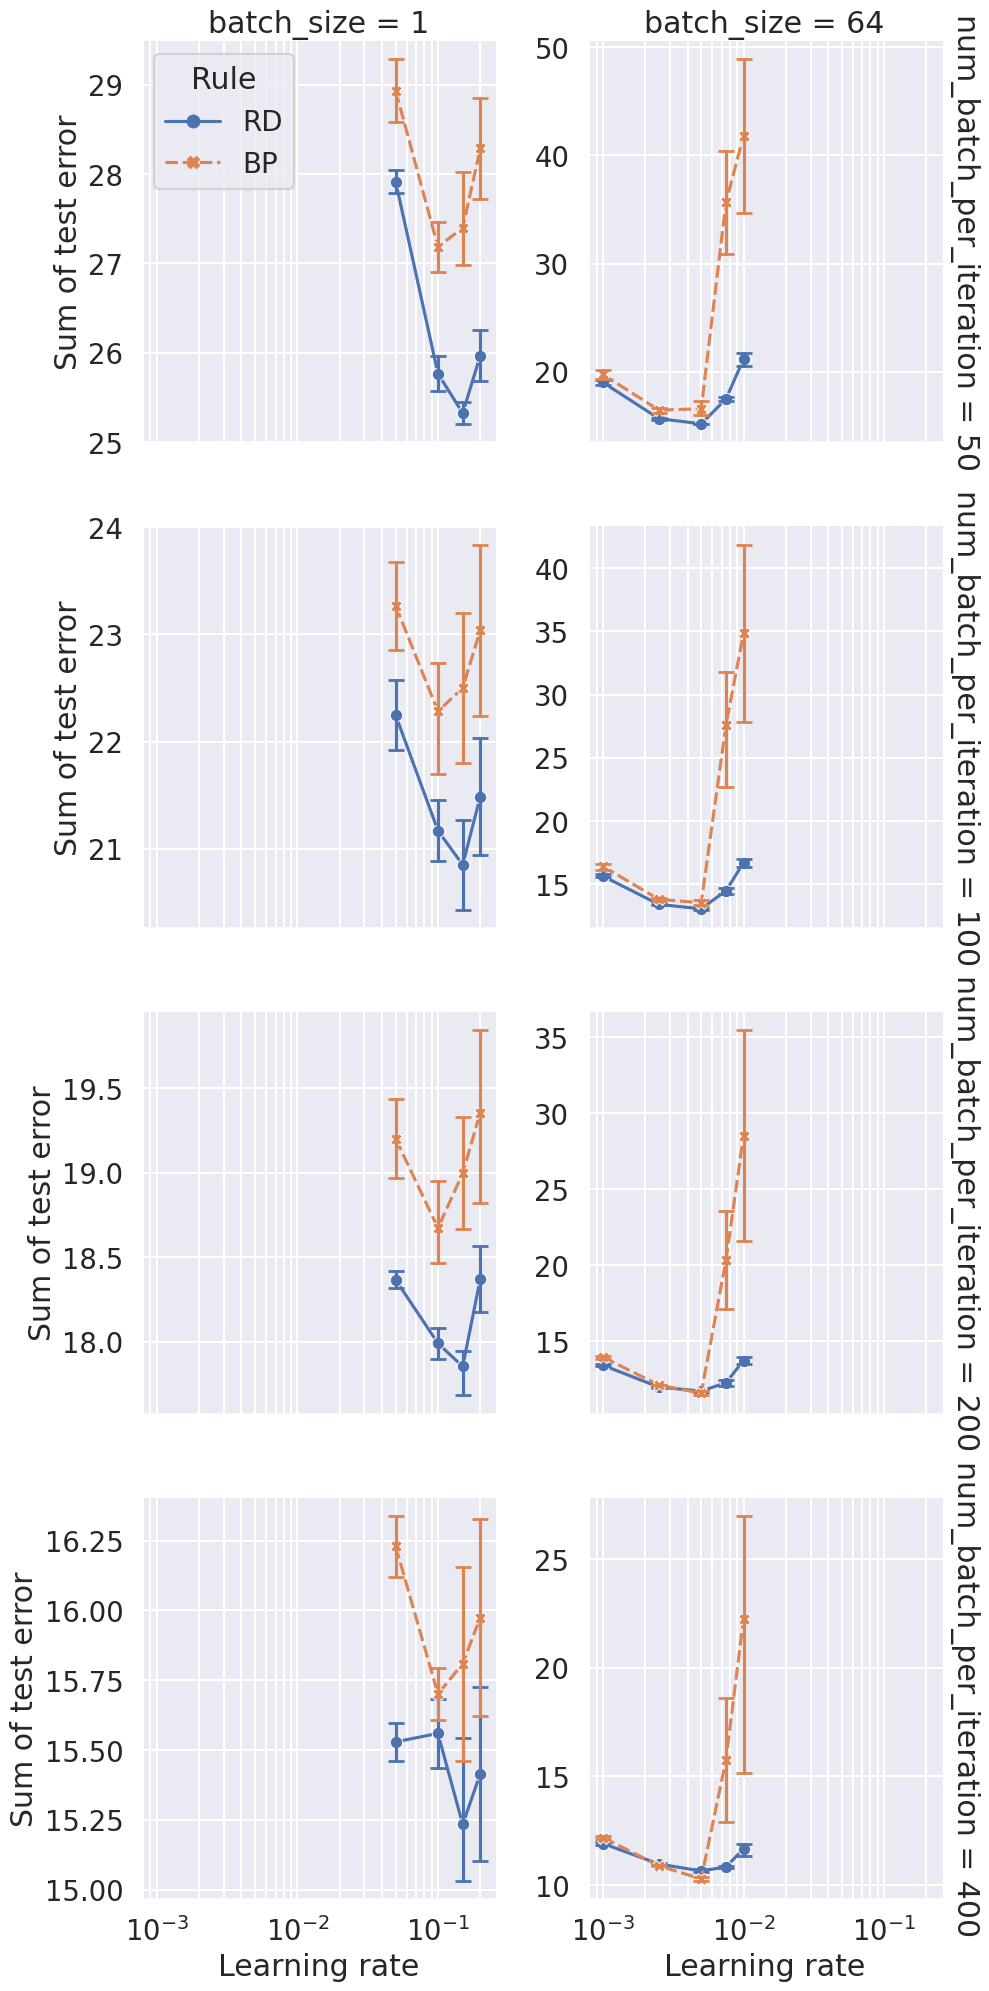 batch_size = 1
batch_size = 64
Rule
RD
BP
Sum of test error
29
28
27
26
25
50
40
30
20
num_batch_per_iteration = 50
Sum of test error
24
23
22
21
40
35
30
25
20
15
num_batch_per_iteration = 100
Sum of test error
19.5
19.0
18.5
18.0
35
30
25
20
15
num_batch_per_iteration = 200
Sum of test error
16.25
16.00
15.75
15.50
15.25
15.00
25
20
15
10
num_batch_per_iteration = 400
10⁻³ 10⁻² 10⁻¹
10⁻³ 10⁻² 10⁻¹
Learning rate
Learning rate